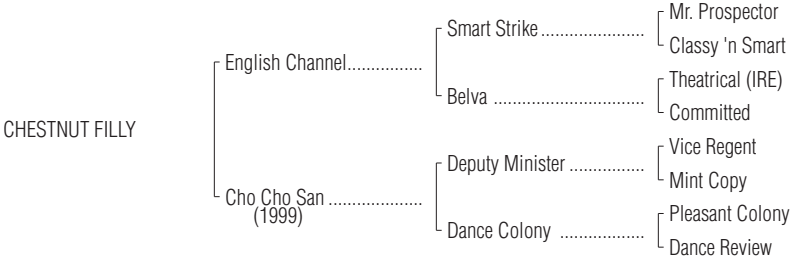 Mr. Prospector
Smart Strike ......................
Classy 'n Smart
English Channel................
Theatrical (IRE)
Belva ................................
Committed
CHESTNUT FILLY
Vice Regent
Deputy Minister ................
Mint Copy
Cho Cho San ....................
(1999)
Pleasant Colony
Dance Colony ..................
Dance Review